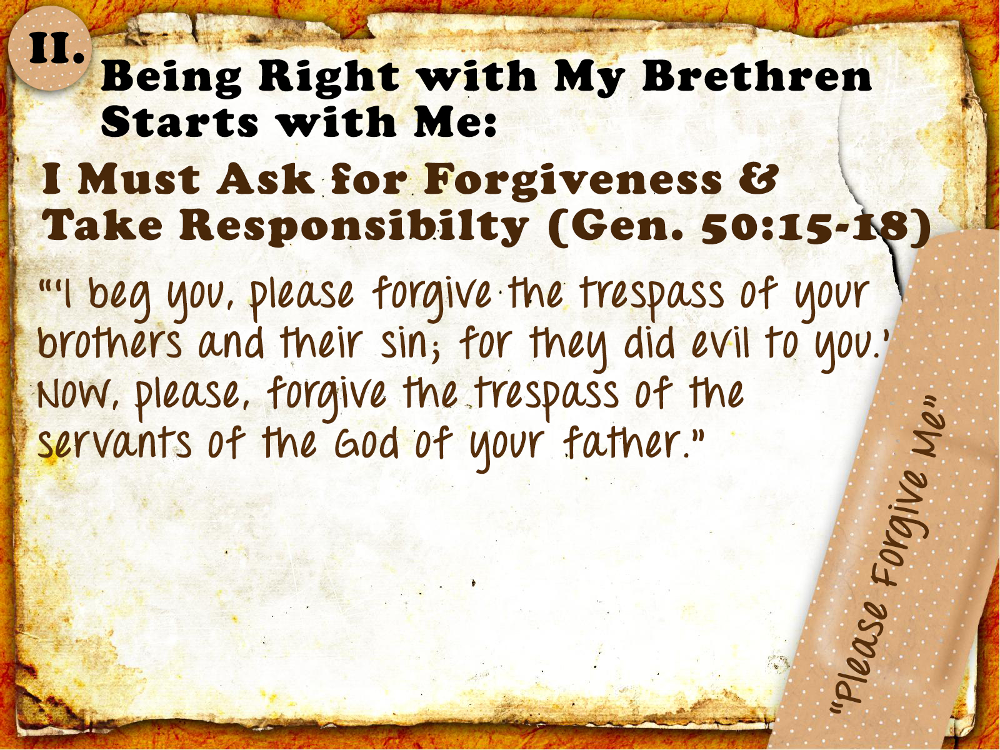 II.
Being Right with My Brethren
Starts with Me:
I Must Ask for Forgiveness &
Take Responsibilty (Gen. 50:15-18)
“‘I beg you, please forgive the trespass of your
brothers and their sin; for they did evil to you.’
Now, please, forgive the trespass of the
servants of the God of your father.”
“Please Forgive Me”